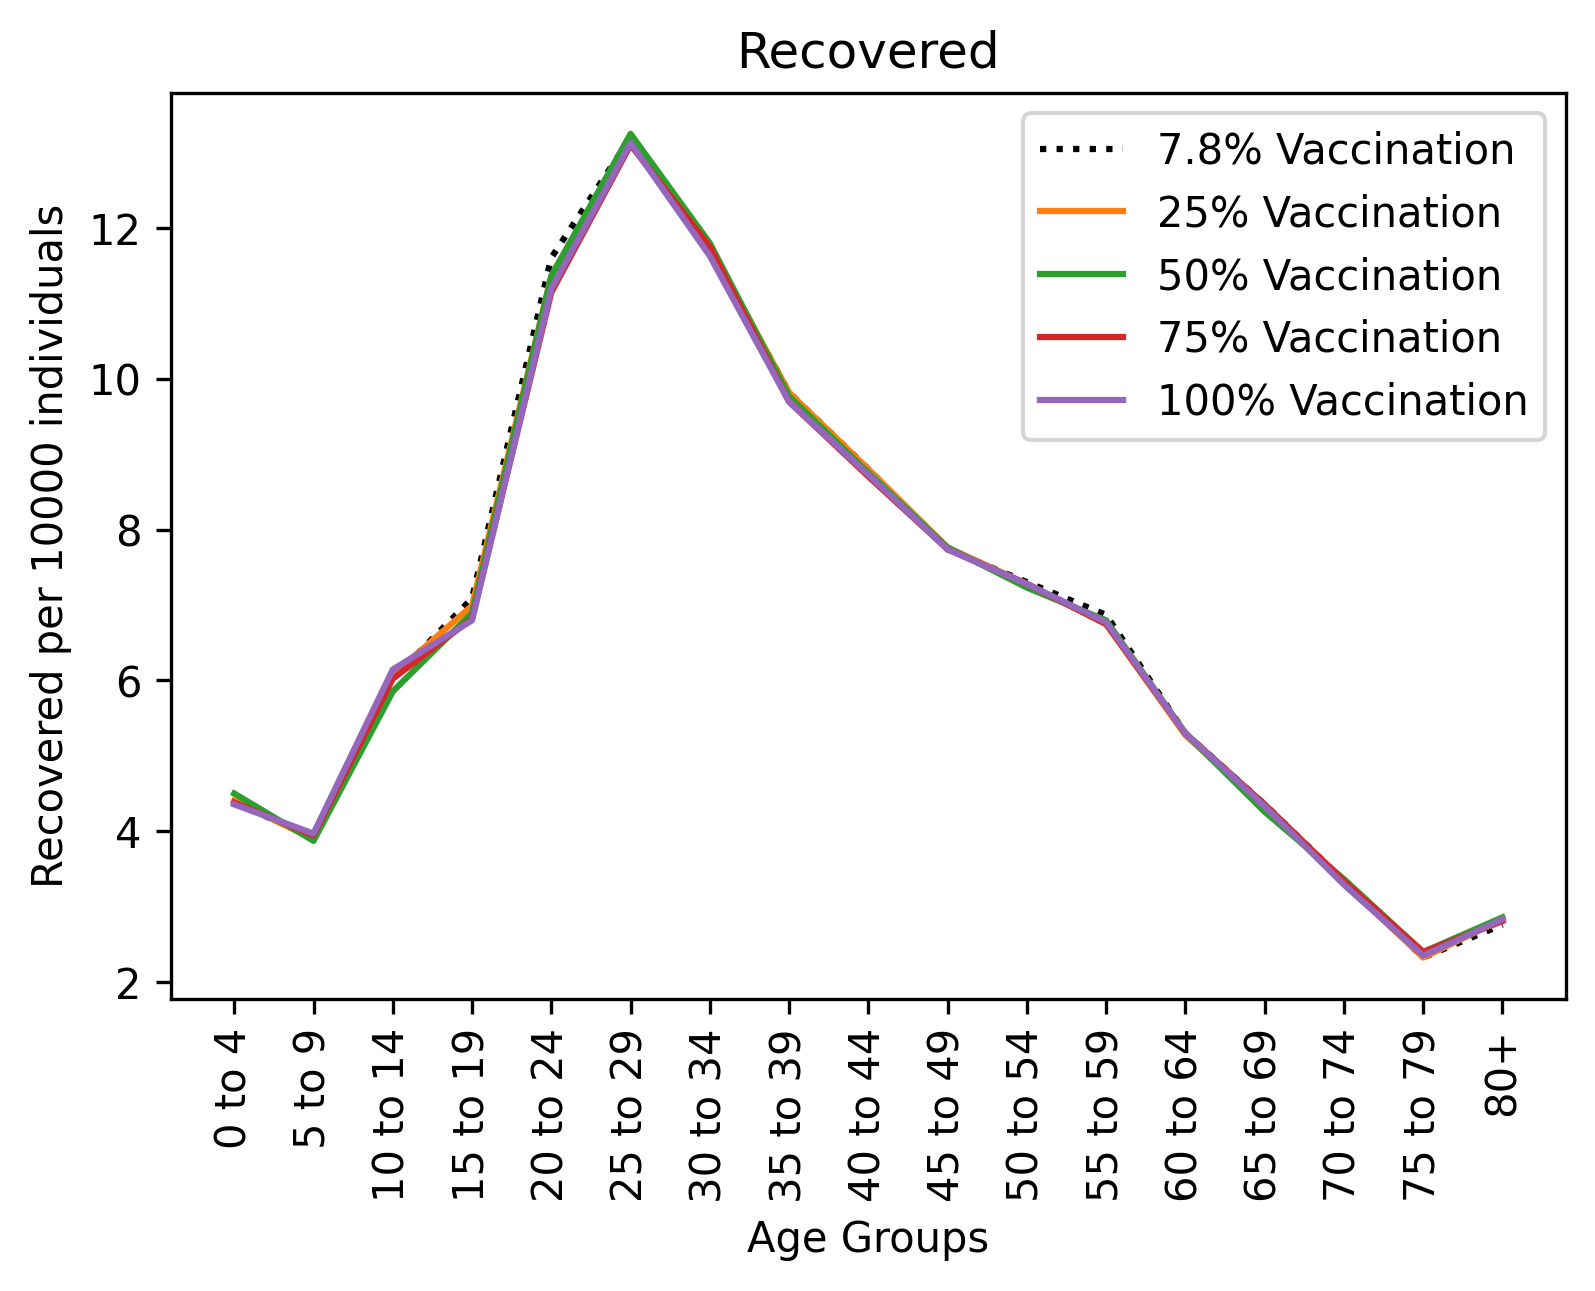 Recovered
Recovered per 10000 individuals
12
10
8
6
4
2
7.8% Vaccination
25% Vaccination
50% Vaccination
75% Vaccination
100% Vaccination
0 to 4
5 to 9
10 to 14
15 to 19
20 to 24
25 to 29
30 to 34
35 to 39
40 to 44
45 to 49
50 to 54
55 to 59
60 to 64
65 to 69
70 to 74
75 to 79
80+
Age Groups